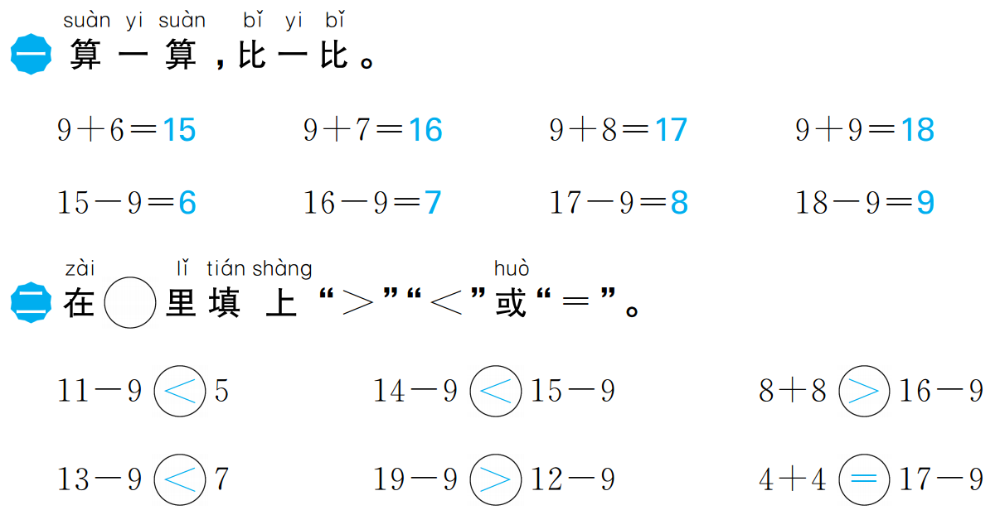 suàn yi suàn bǐ yi bǐ
一 算一算，比一比。
9＋6＝15 9＋7＝16 9＋8＝17 9＋9＝18
15－9＝6 16－9＝7 17－9＝8 18－9＝9
zài lǐ tián shàng huò
二 在○里填上“＞”“＜”或“＝”。
11－9＜5 14－9＜15－9 8＋8＞16－9
13－9＜7 19－9＞12－9 4＋4＝17－9